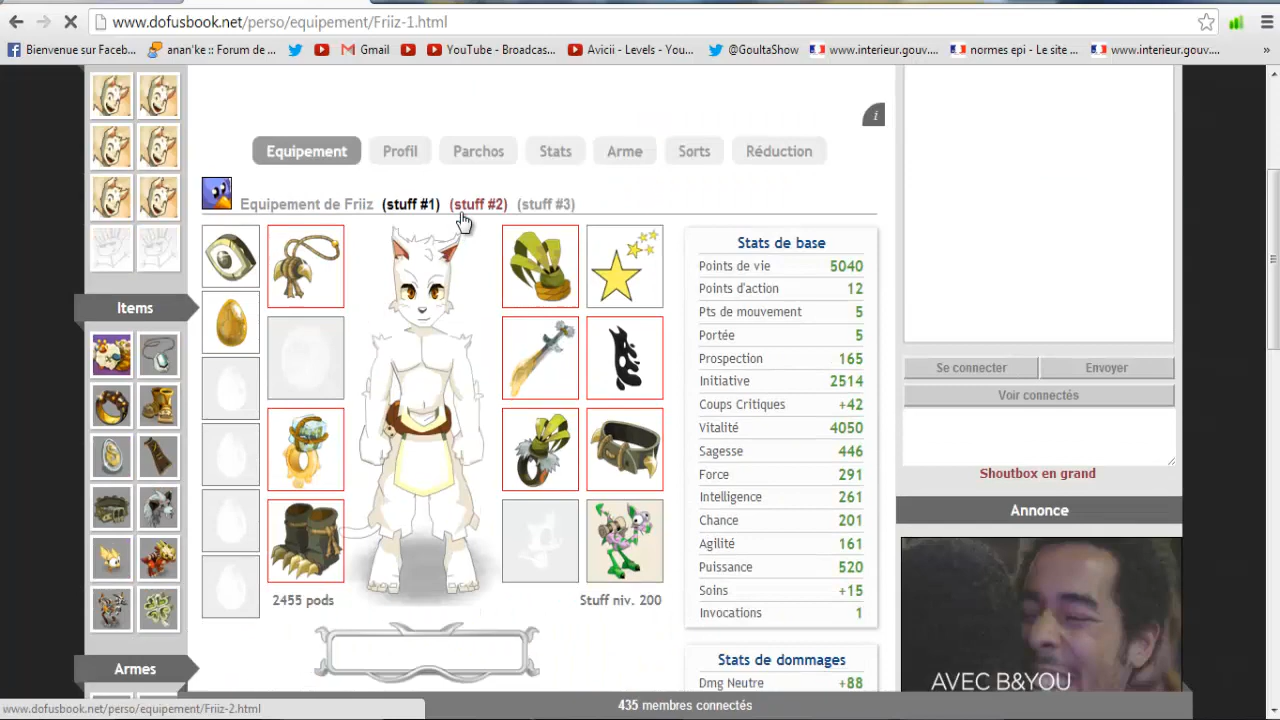 www.dofusbook.net/perso/equipement/Friiz-1.html
Bienvenue sur Faceb...
anan'ke :: Forum de ...
Gmail
YouTube - Broadcas...
Avicii - Levels - You...
@GoultaShow
www.interieur.gouv....
normes epi - Le site ...
www.interieur.gouv....
»
i
Equipement
Profil
Parchos
Stats
Arme
Sorts
Réduction
Equipement de Friiz (stuff #1) (stuff #2) (stuff #3)
Items
Armes
2455 pods
Stuff niv. 200
Stats de base
Points de vie 5040
Points d'action 12
Pts de mouvement 5
Portée 5
Prospection 165
Initiative 2514
Coups Critiques +42
Vitalité 4050
Sagesse 446
Force 291
Intelligence 261
Chance 201
Agilité 161
Puissance 520
Soins +15
Invocations 1
Stats de dommages
Dmg Neutre +88
Se connecter
Envoyer
Voir connectés
Shoutbox en grand
Annonce
AVEC B&YOU
www.dofusbook.net/perso/equipement/Friiz-2.html
435 membres connectés